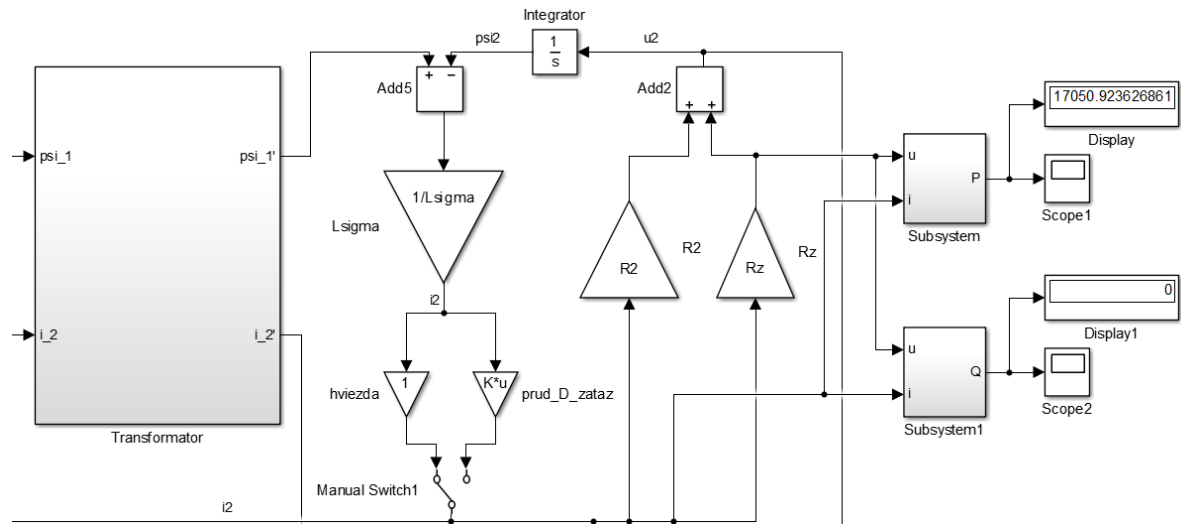 Integrator
psi2
1
s
u2
Add5
+ −
Add2
+ +
17050.923626861
Display
psi_1
psi_1'
1/Lsigma
Lsigma
u
i
P
Subsystem
Scope1
R2
R2
Rz
Rz
i2
0
Display1
i_2
i_2'
u
i
Q
Subsystem1
Scope2
hviezda
1
K*u
prud_D_zataz
Transformator
Manual Switch1
i2